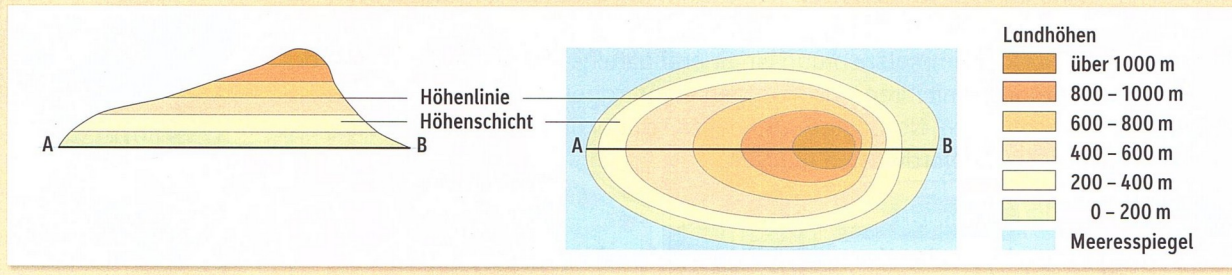 A
B
Höhenlinie
Höhenschicht
A
B
Landhöhen
über 1000 m
800 – 1000 m
600 – 800 m
400 – 600 m
200 – 400 m
0 – 200 m
Meeresspiegel